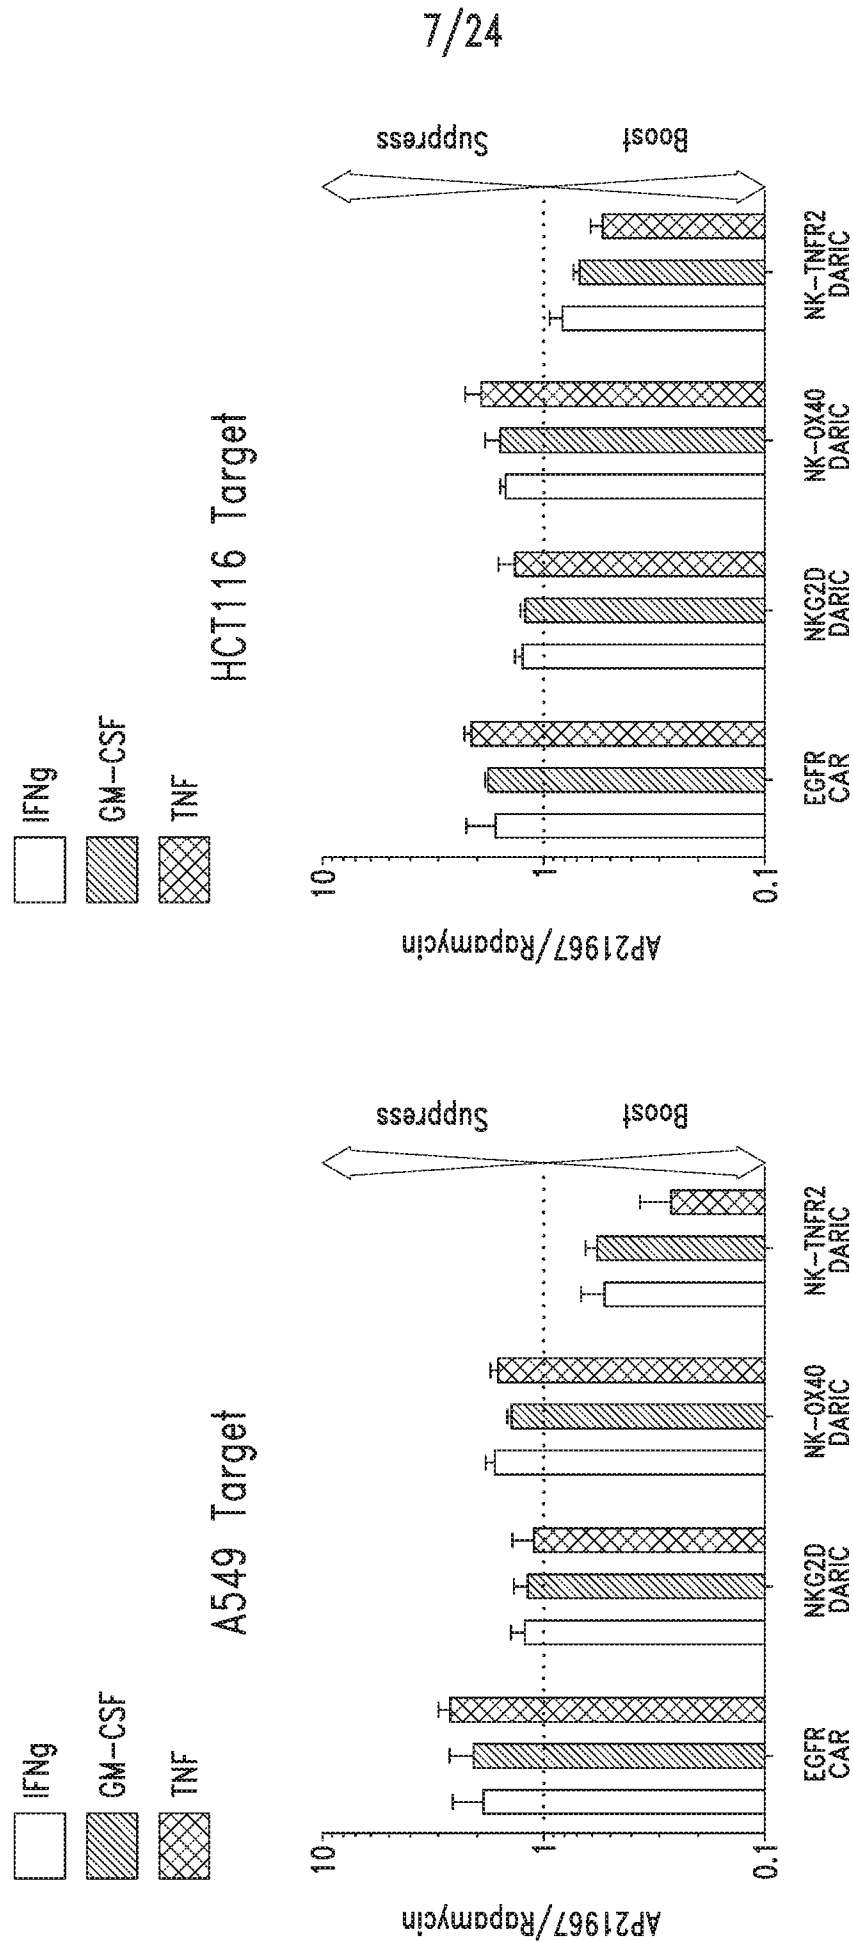 7/24
IFNg
GM-CSF
TNF
A549 Target
AP21967/Rapamycin
10
1
0.1
Suppress
Boost
EGFR
CAR
NKG2D
DARIC
NK-OX40
DARIC
NK-TNFR2
DARIC
IFNg
GM-CSF
TNF
HCT116 Target
AP21967/Rapamycin
10
1
0.1
Suppress
Boost
EGFR
CAR
NKG2D
DARIC
NK-OX40
DARIC
NK-TNFR2
DARIC